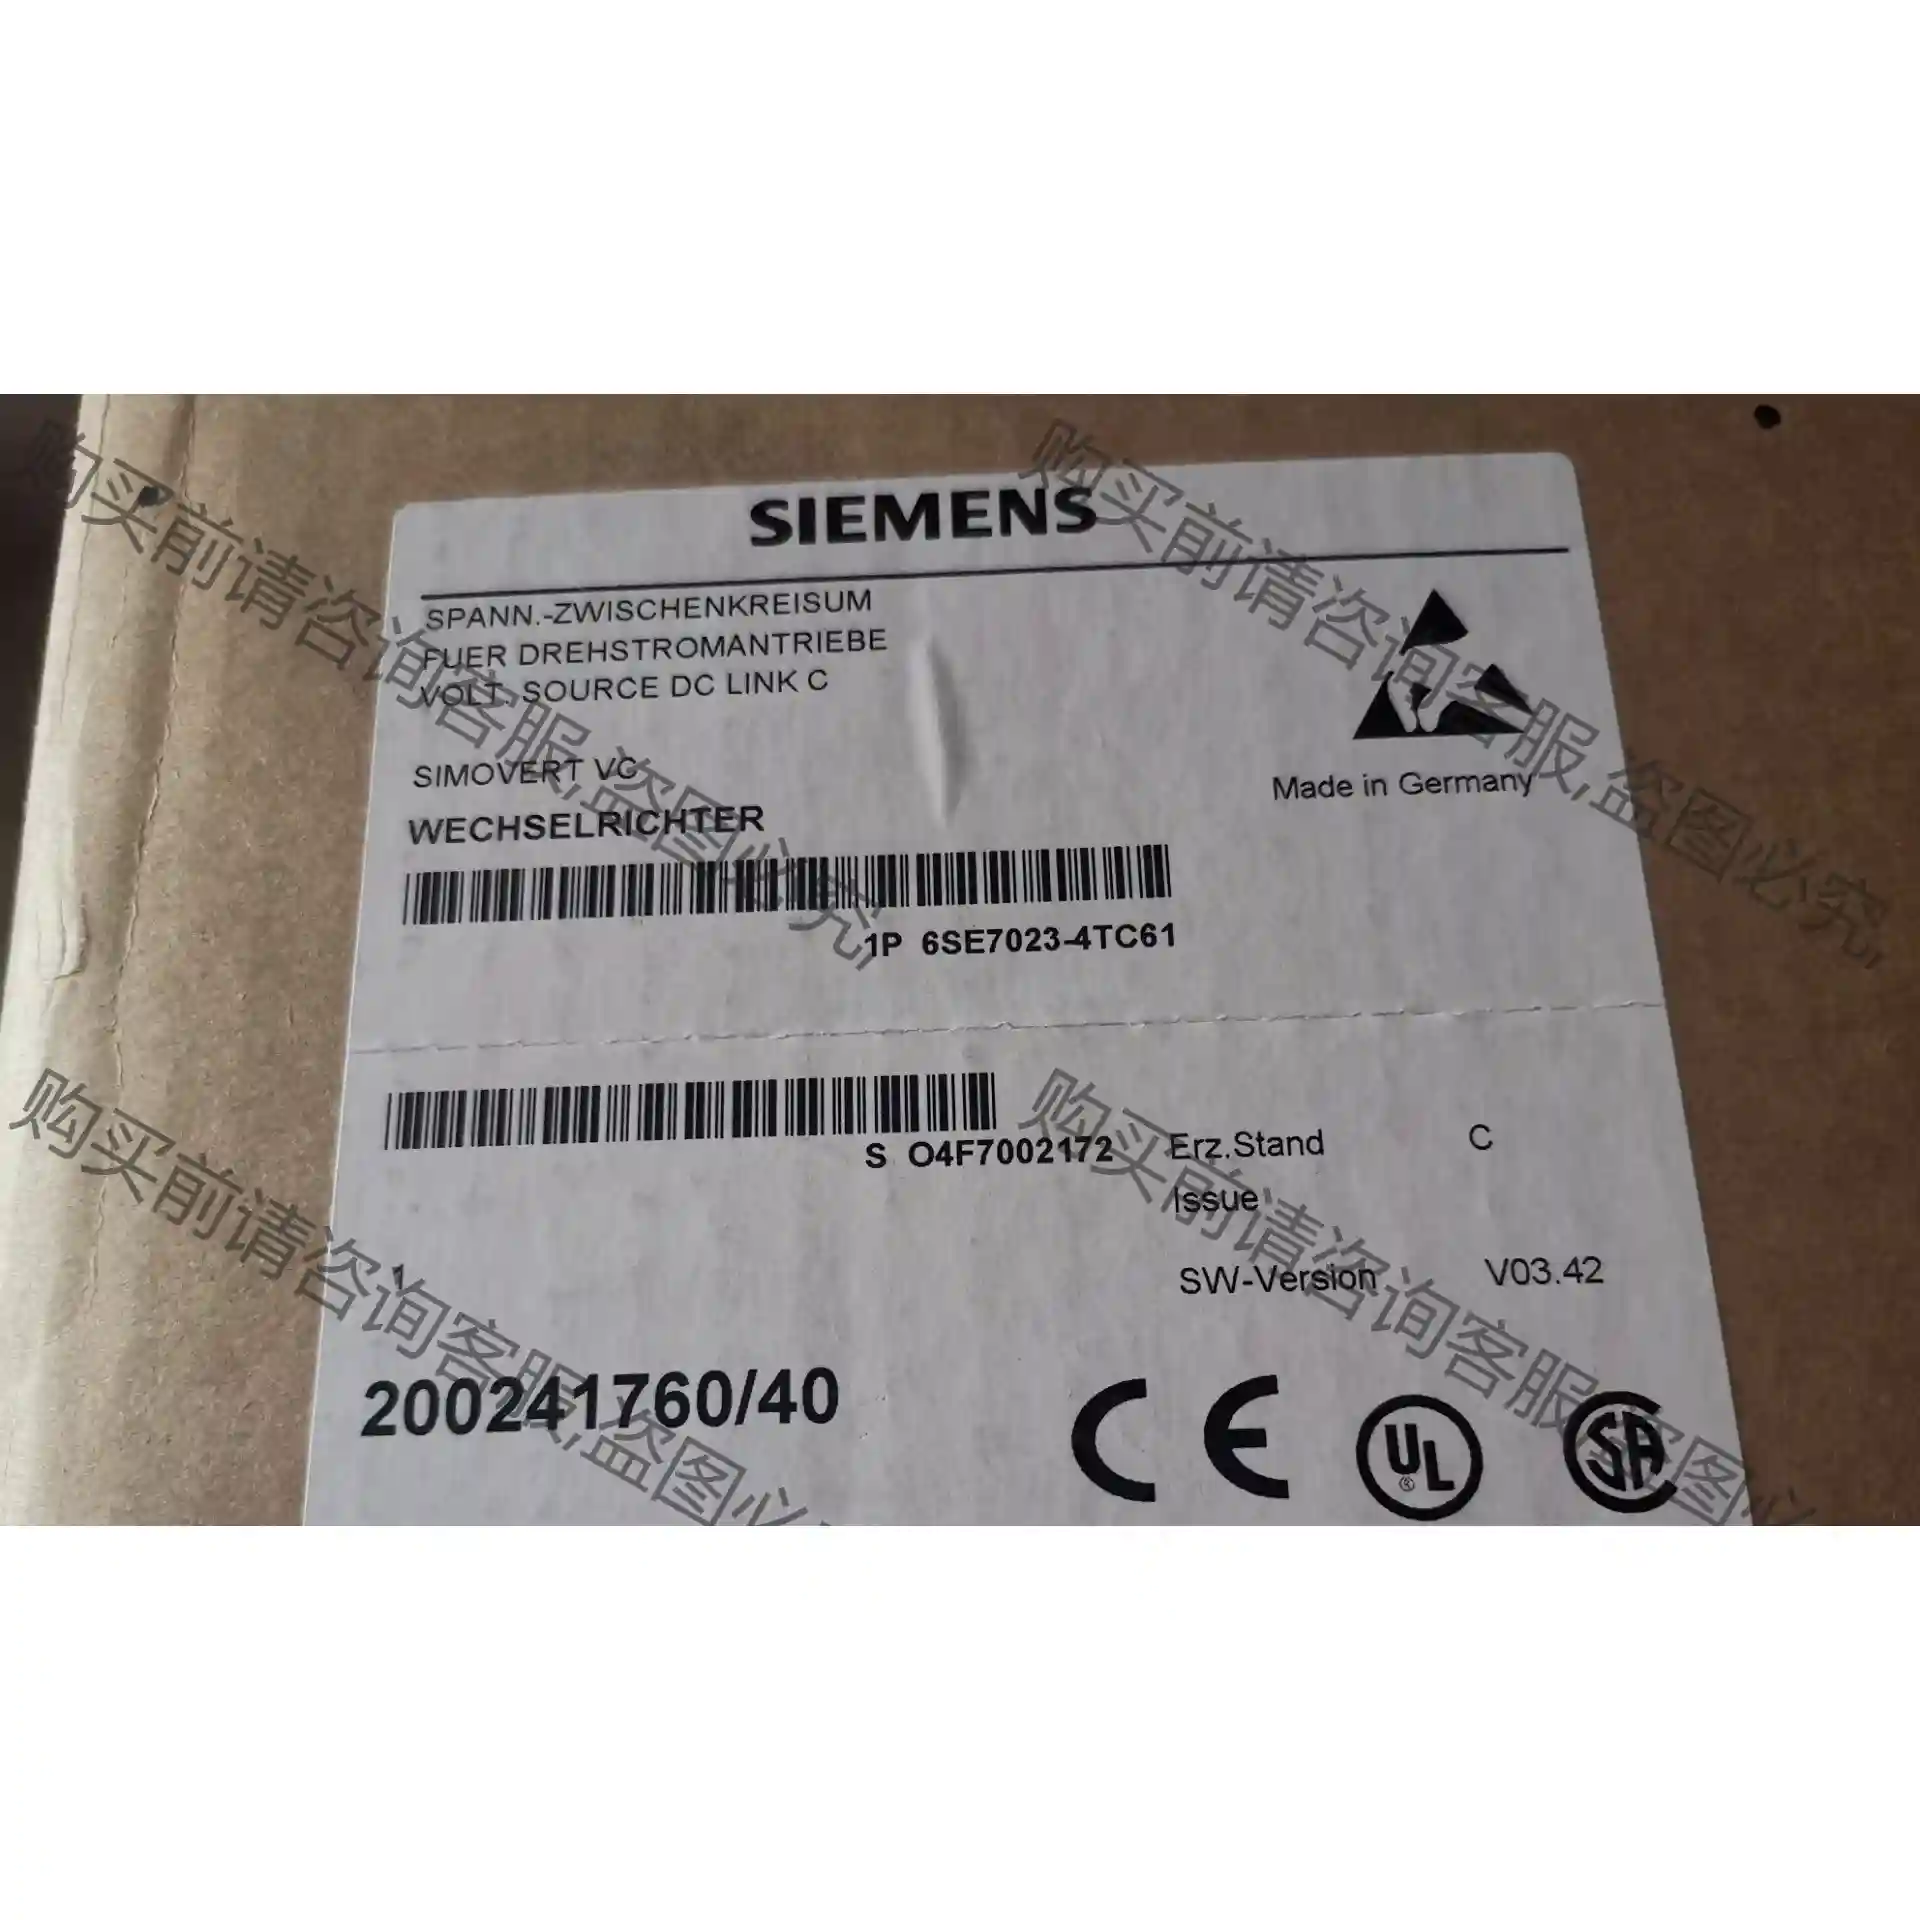 SIEMENS
SPANN.-ZWISCHENKREISUM
FUER DREHSTROMANTRIEBE
VOLT. SOURCE DC LINK C
SIMOVERT VC
WECHSELRICHTER
Made in Germany
1P 6SE7023-4TC61
S O4F7002172
Erz.Stand C
Issue
SW-Version V03.42
200241760/40
CE
UL
®
SA
购买前请咨询客服,盗图必究,
购买前请咨询客服,盗图必究,
购买前请咨询客服,盗图必
购买前请咨询客服,盗图必